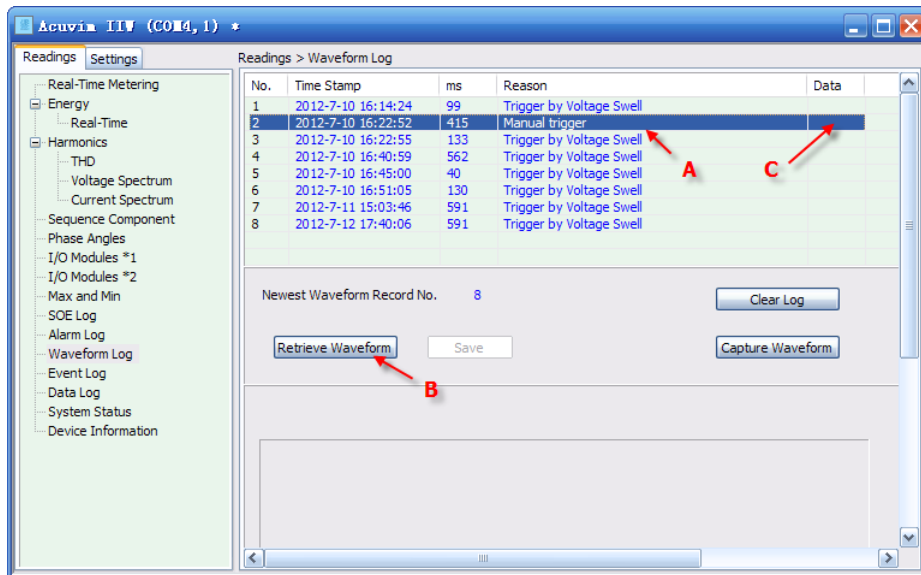 Acuvim IIW (COM4, 1) *
Readings Settings
Readings > Waveform Log
Real-Time Metering
Energy
Real-Time
Harmonics
THD
Voltage Spectrum
Current Spectrum
Sequence Component
Phase Angles
I/O Modules *1
I/O Modules *2
Max and Min
SOE Log
Alarm Log
Waveform Log
Event Log
Data Log
System Status
Device Information
No. Time Stamp ms Reason Data
1 2012-7-10 16:14:24 99 Trigger by Voltage Swell
2 2012-7-10 16:22:52 415 Manual trigger
3 2012-7-10 16:22:55 133 Trigger by Voltage Swell
4 2012-7-10 16:40:59 562 Trigger by Voltage Swell
5 2012-7-10 16:45:00 40 Trigger by Voltage Swell
6 2012-7-10 16:51:05 130 Trigger by Voltage Swell
7 2012-7-11 15:03:46 591 Trigger by Voltage Swell
8 2012-7-12 17:40:06 591 Trigger by Voltage Swell
A
C
Newest Waveform Record No. 8
Clear Log
Retrieve Waveform Save Capture Waveform
B